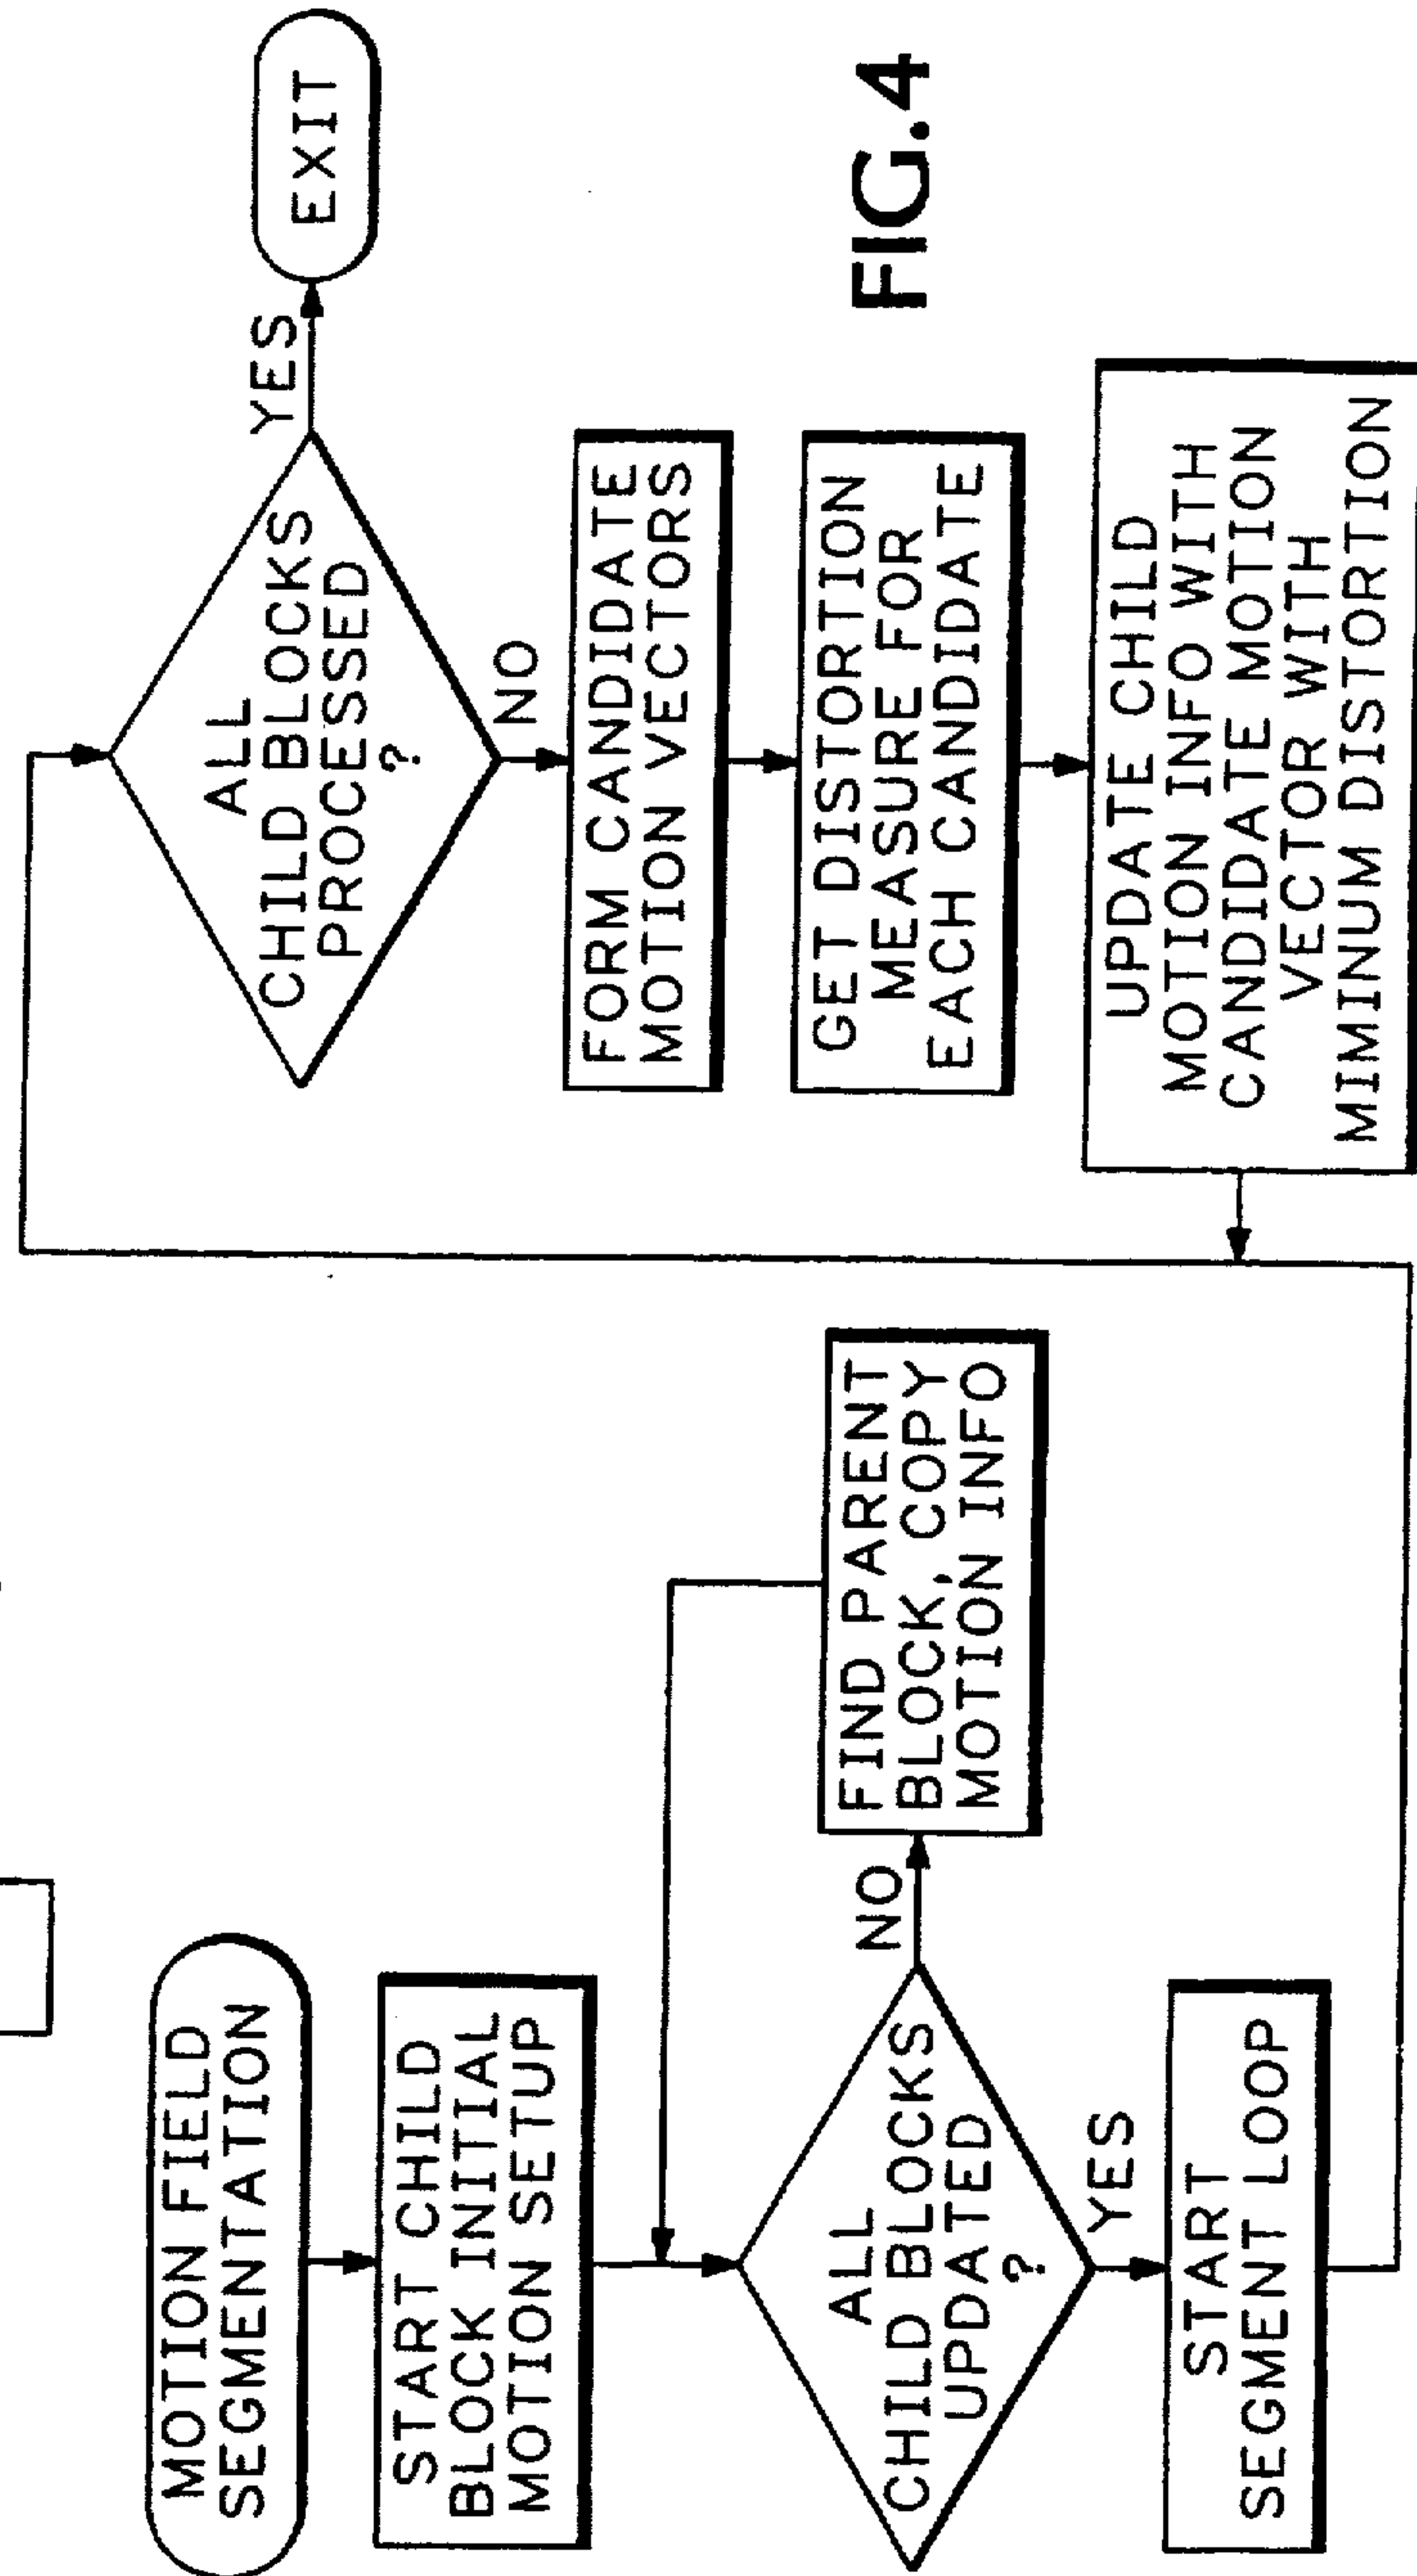 MOTION FIELD
SEGMENTATION
START CHILD
BLOCK INITIAL
MOTION SETUP
ALL
CHILD BLOCKS
UPDATED
?
NO
FIND PARENT
BLOCK, COPY
MOTION INFO
YES
START
SEGMENT LOOP
ALL
CHILD BLOCKS
PROCESSED
?
YES
EXIT
NO
FORM CANDIDATE
MOTION VECTORS
GET DISTORTION
MEASURE FOR
EACH CANDIDATE
UPDATE CHILD
MOTION INFO WITH
CANDIDATE MOTION
VECTOR WITH
MIMINUM DISTORTION
FIG.4